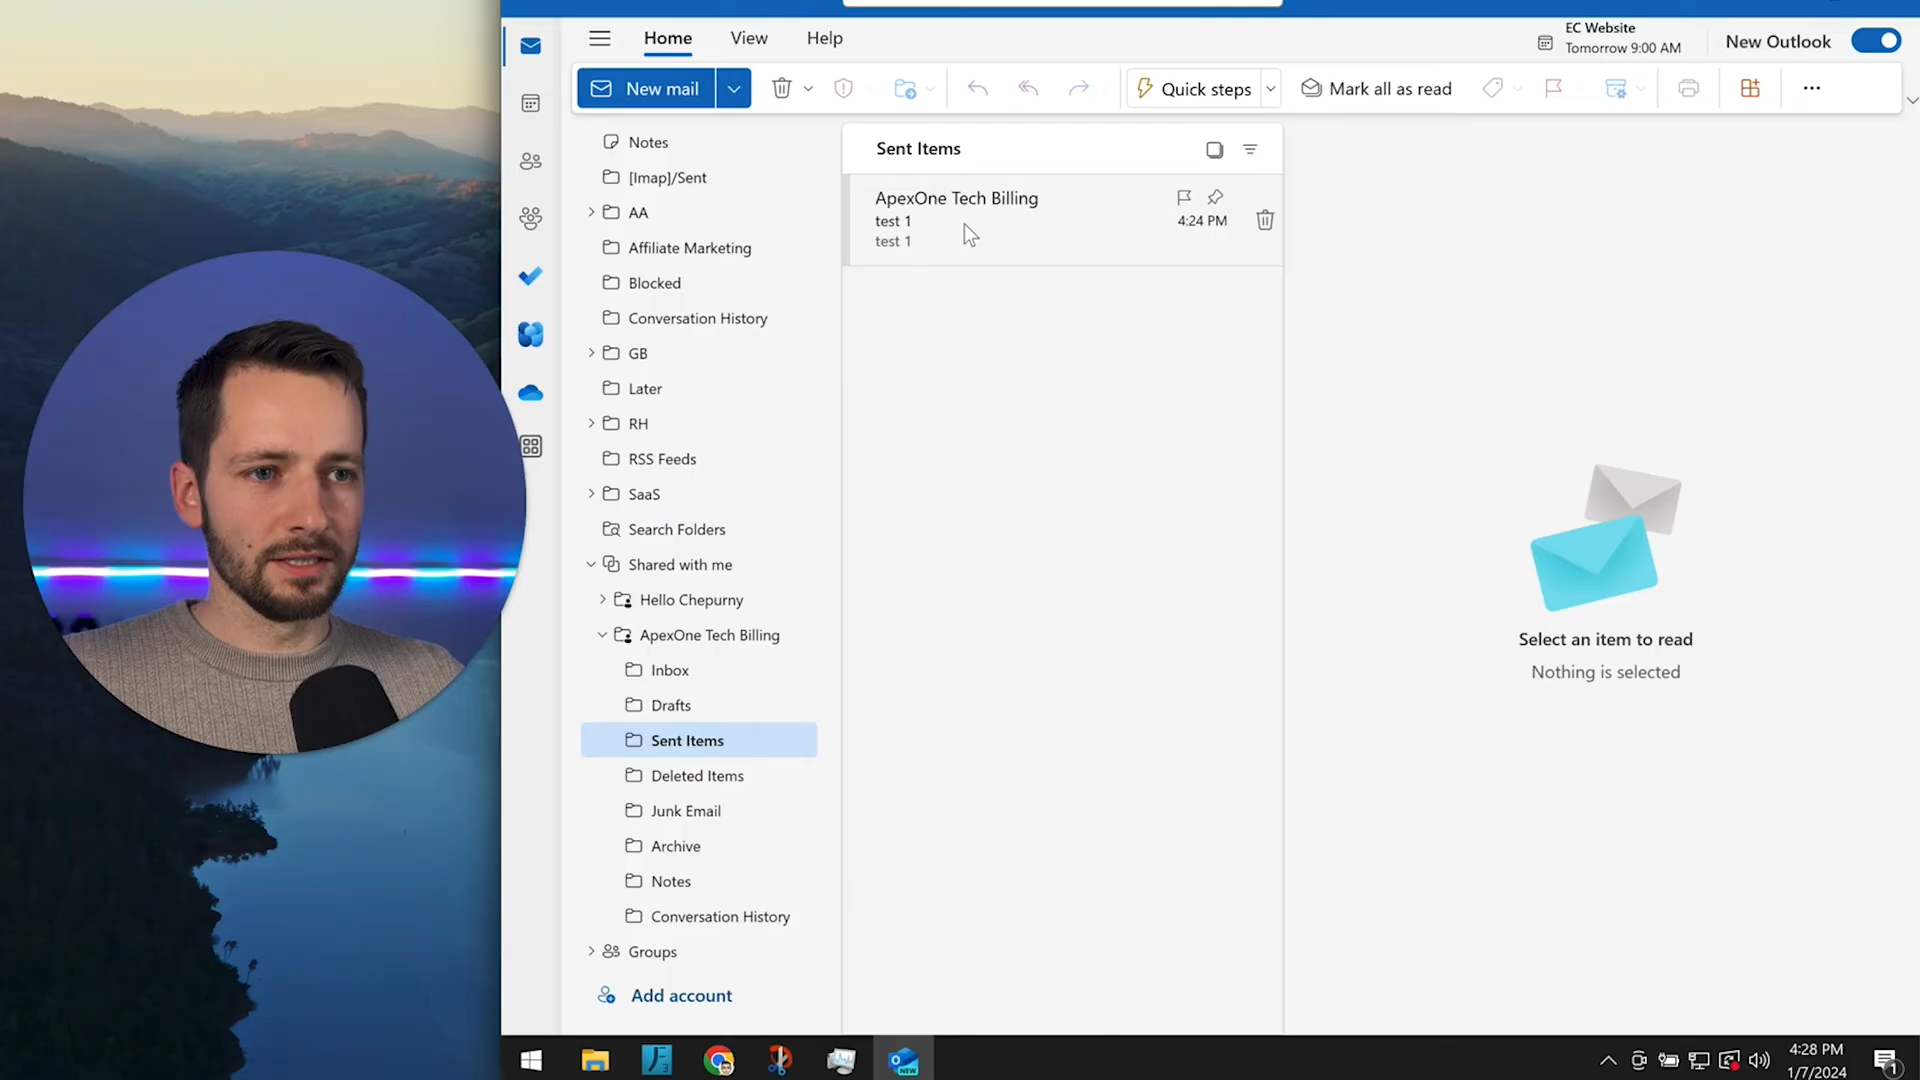 Home
View
Help
EC Website
Tomorrow 9:00 AM
New Outlook
New mail
Quick steps
Mark all as read
Notes
[Imap]/Sent
AA
Affiliate Marketing
Blocked
Conversation History
GB
Later
RH
RSS Feeds
SaaS
Search Folders
Shared with me
Hello Chepurny
ApexOne Tech Billing
Inbox
Drafts
Sent Items
Deleted Items
Junk Email
Archive
Notes
Conversation History
Groups
Add account
Sent Items
ApexOne Tech Billing
test 1
4:24 PM
test 1
Select an item to read
Nothing is selected
NEW
4:28 PM
1/7/2024
1